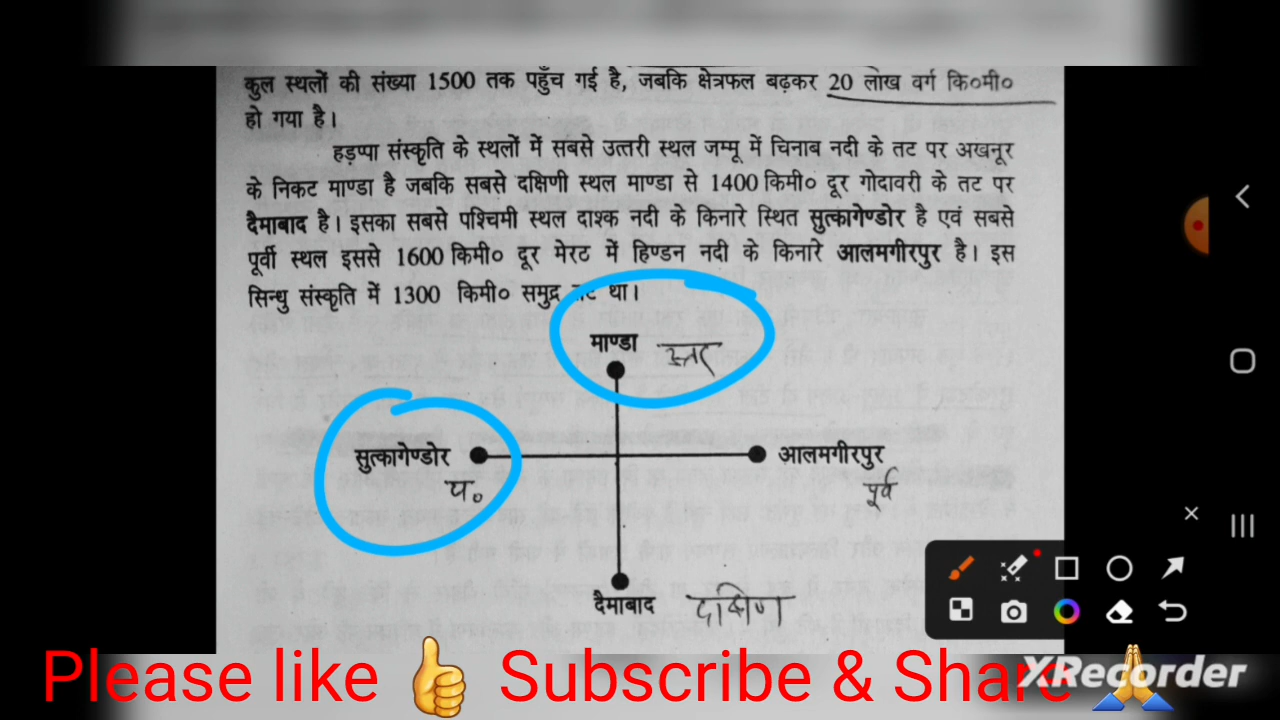 कुल स्थलों की संख्या 1500 तक पहुँच गई है, जबकि क्षेत्रफल बढ़कर 20 लाख वर्ग कि०मी०
हो गया है।
हड़प्पा संस्कृति के स्थलों में सबसे उत्तरी स्थल जम्मू में चिनाब नदी के तट पर अखनूर
के निकट माण्डा है जबकि सबसे दक्षिणी स्थल माण्डा से 1400 किमी० दूर गोदावरी के तट पर
दैमाबाद है। इसका सबसे पश्चिमी स्थल दाश्क नदी के किनारे स्थित सुत्कागेण्डोर है एवं सबसे
पूर्वी स्थल इससे 1600 किमी० दूर मेरठ में हिण्डन नदी के किनारे आलमगीरपुर है। इस
सिन्धु संस्कृति में 1300 किमी० समुद्र तट था।
माण्डा
सुत्कागेण्डोर आलमगीरपुर
प० पूर्व
दैमाबाद दक्षिण
Please like 👍 Subscribe & Share 🙏
XRecorder